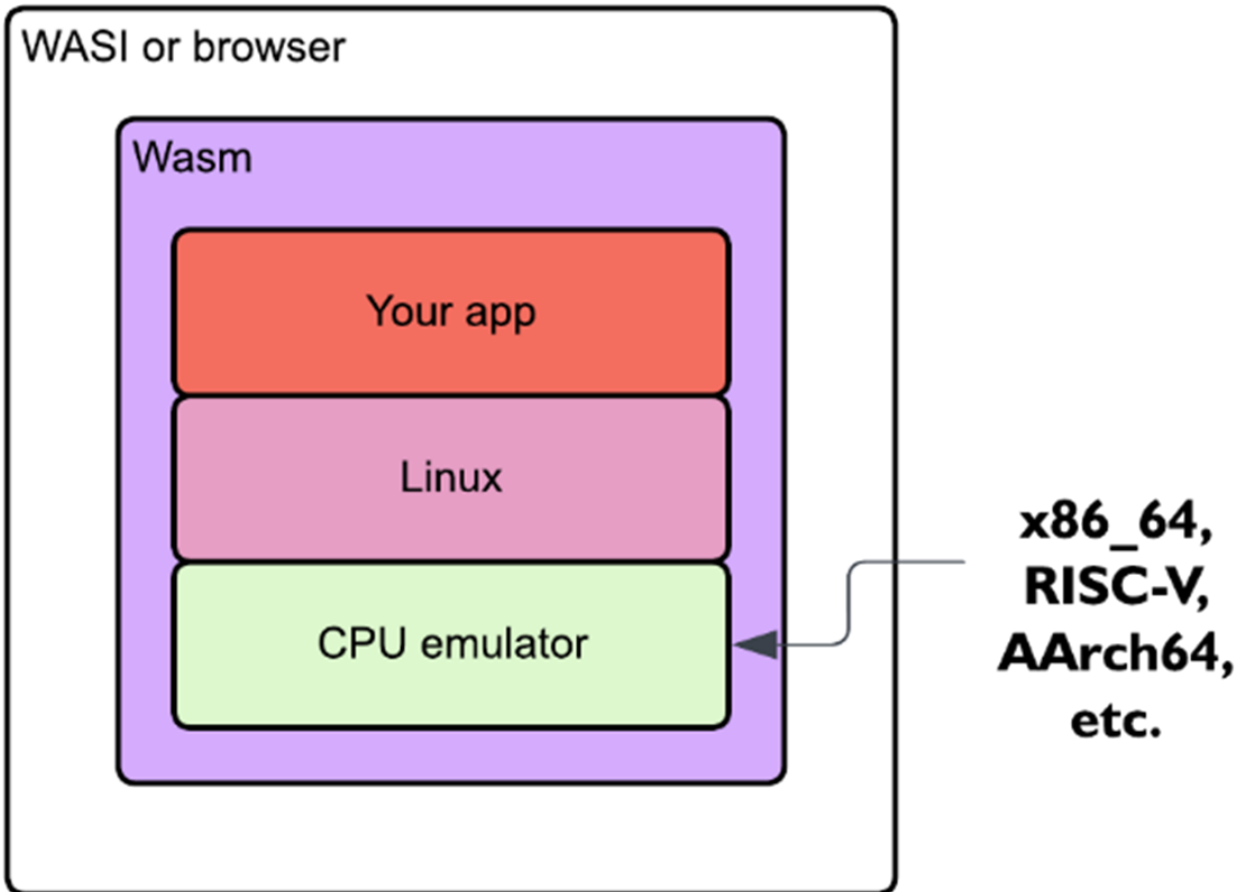 WASI or browser
Wasm
Your app
Linux
CPU emulator
x86_64,
RISC-V,
AArch64,
etc.